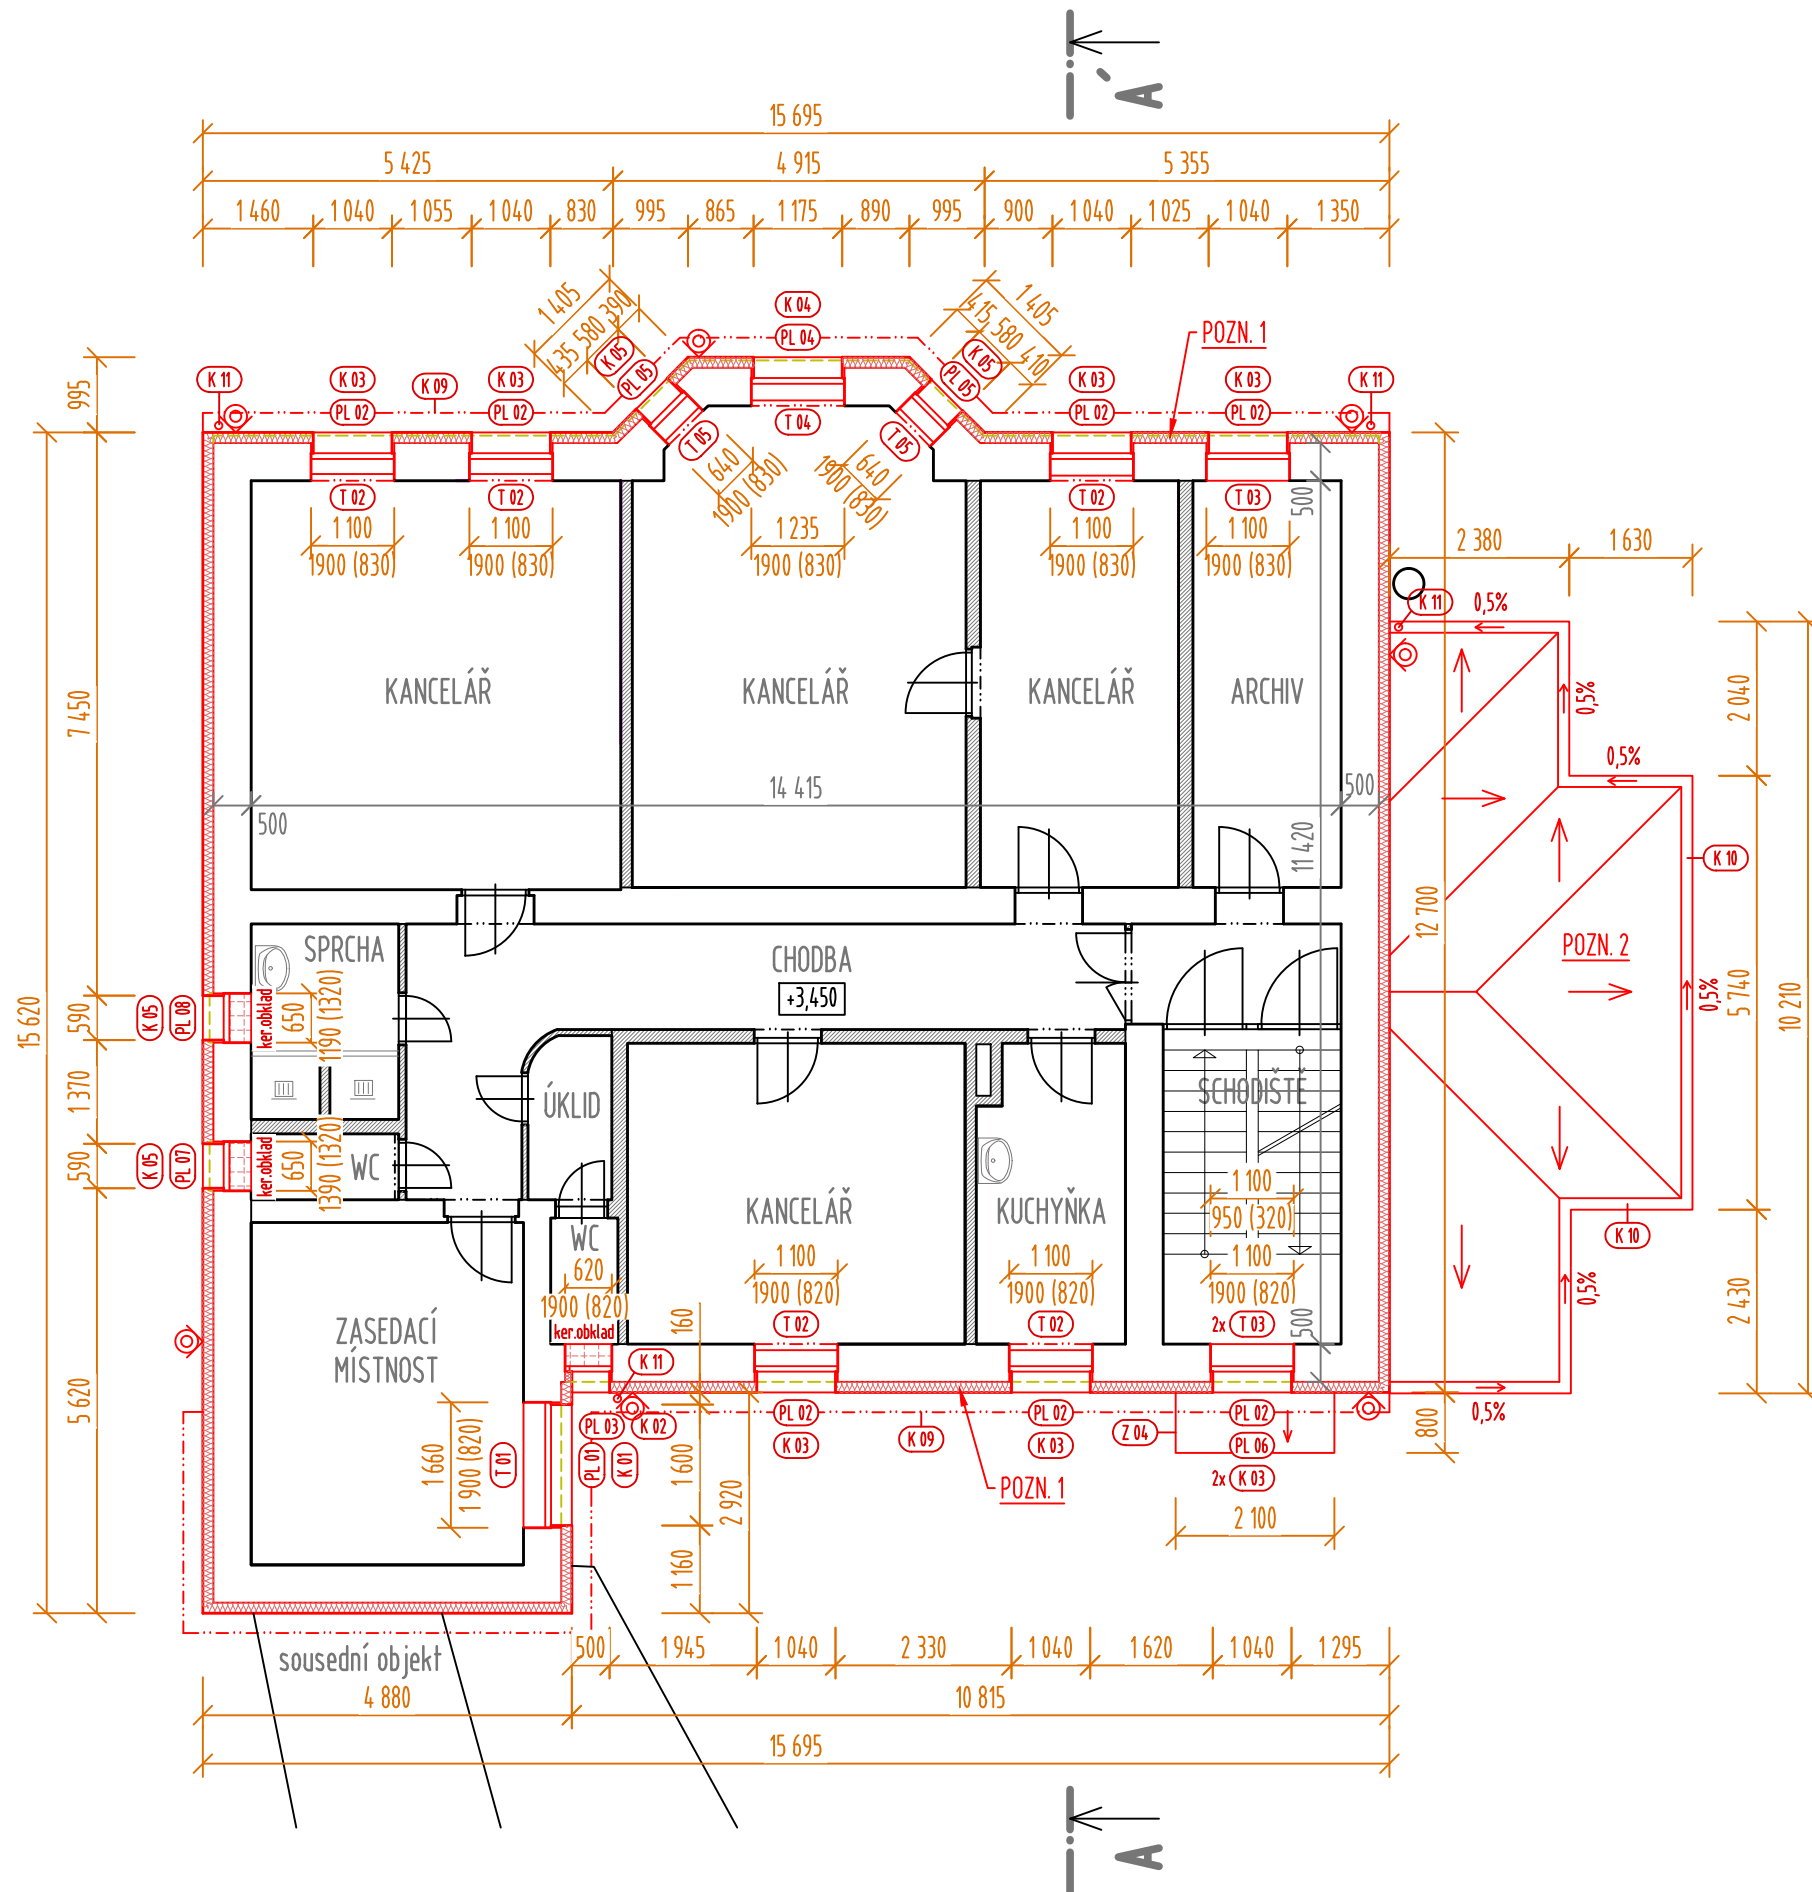 Á
15 695
5 425
4 915
5 355
1 460
1 040
1 055
1 040
830
995
865
1 175
890
995
900
1 040
1 025
1 040
1 350
1 405
435 580 390
K 05
PL 05
K 04
PL 04
1 405
415 580 410
K 05
PL 05
POZN. 1
K 11
K 03
PL 02
K 09
K 03
PL 02
K 03
PL 02
K 03
PL 02
K 11
T 02
T 02
T 05
T 04
T 05
T 02
T 03
640
1900 (830)
640
1900 (830)
1 100
1900 (830)
1 100
1900 (830)
1 235
1900 (830)
1 100
1900 (830)
1 100
1900 (830)
500
995
7 450
15 620
590
1 370
590
5 620
2 380
1 630
K 11
0,5%
0,5%
0,5%
2 040
KANCELÁŘ
KANCELÁŘ
KANCELÁŘ
ARCHIV
14 415
500
500
11 420
12 700
K 10
POZN. 2
0,5%
5 740
10 210
SPRCHA
CHODBA
+3,450
K 05
PL 08
ker.obklad
650
1190 (1320)
K 05
PL 07
ker.obklad
650
1390 (1320)
WC
ÚKLID
SCHODIŠTĚ
KANCELÁŘ
KUCHYŇKA
1 100
950 (320)
K 10
WC
620
1900 (820)
ker.obklad
1 100
1900 (820)
1 100
1900 (820)
1 100
1900 (820)
0,5%
2 430
ZASEDACÍ
MÍSTNOST
160
T 02
T 02
2x T 03
500
K 11
0,5%
800
PL 03
K 02
PL 02
K 03
K 09
PL 02
K 03
Z 04
PL 02
PL 06
2x K 03
1 660
1 900 (820)
T 01
PL 01
K 01
1 600
2 920
1 160
POZN. 1
2 100
sousední objekt
500
1 945
1 040
2 330
1 040
1 620
1 040
1 295
4 880
10 815
15 695
A